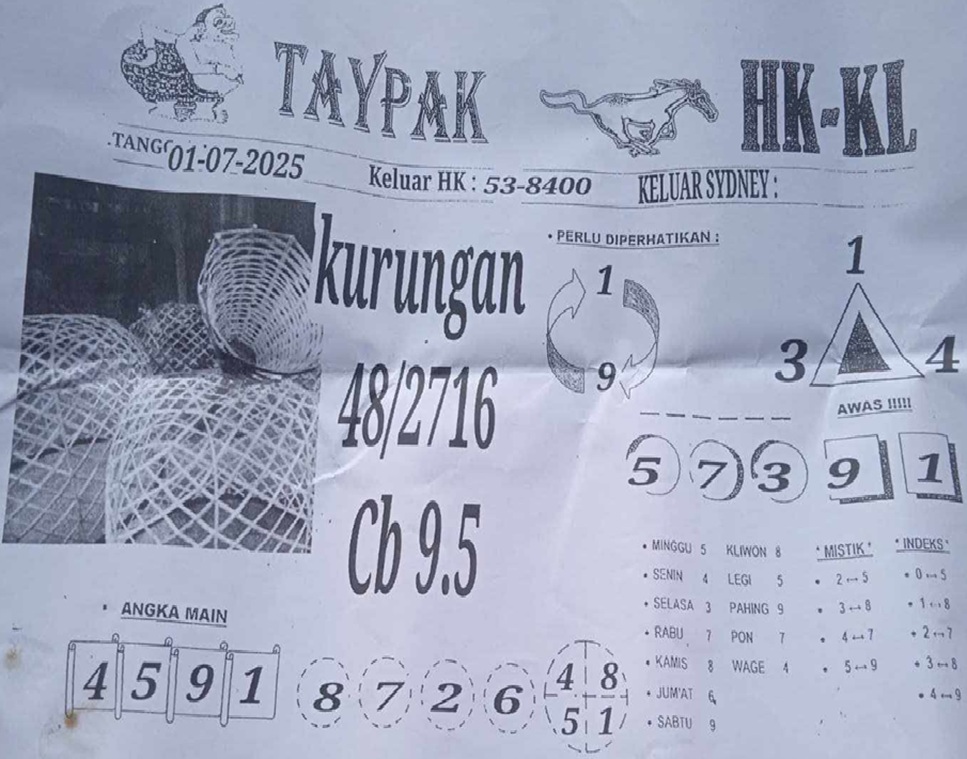 TAYPAK HK-KL
01-07-2025
Keluar HK : 53-8400 KELUAR SYDNEY :
kurungan
48/2716
Cb 9.5
• PERLU DIPERHATIKAN :
1
9
1
3 4
AWAS !!!!!
5 7 3 9 1
• MINGGU 5 KLIWON 8 * MISTIK * * INDEKS *
• SENIN 4 LEGI 5 • 2↔5 • 0↔5
• SELASA 3 PAHING 9 • 3↔8 • 1↔8
• RABU 7 PON 7 • 4↔7 • 2↔7
• KAMIS 8 WAGE 4 • 5↔9 • 3↔8
• JUM'AT 6 • 4↔9
• SABTU 9
• ANGKA MAIN
4 5 9 1 8 7 2 6 4 8
5 1